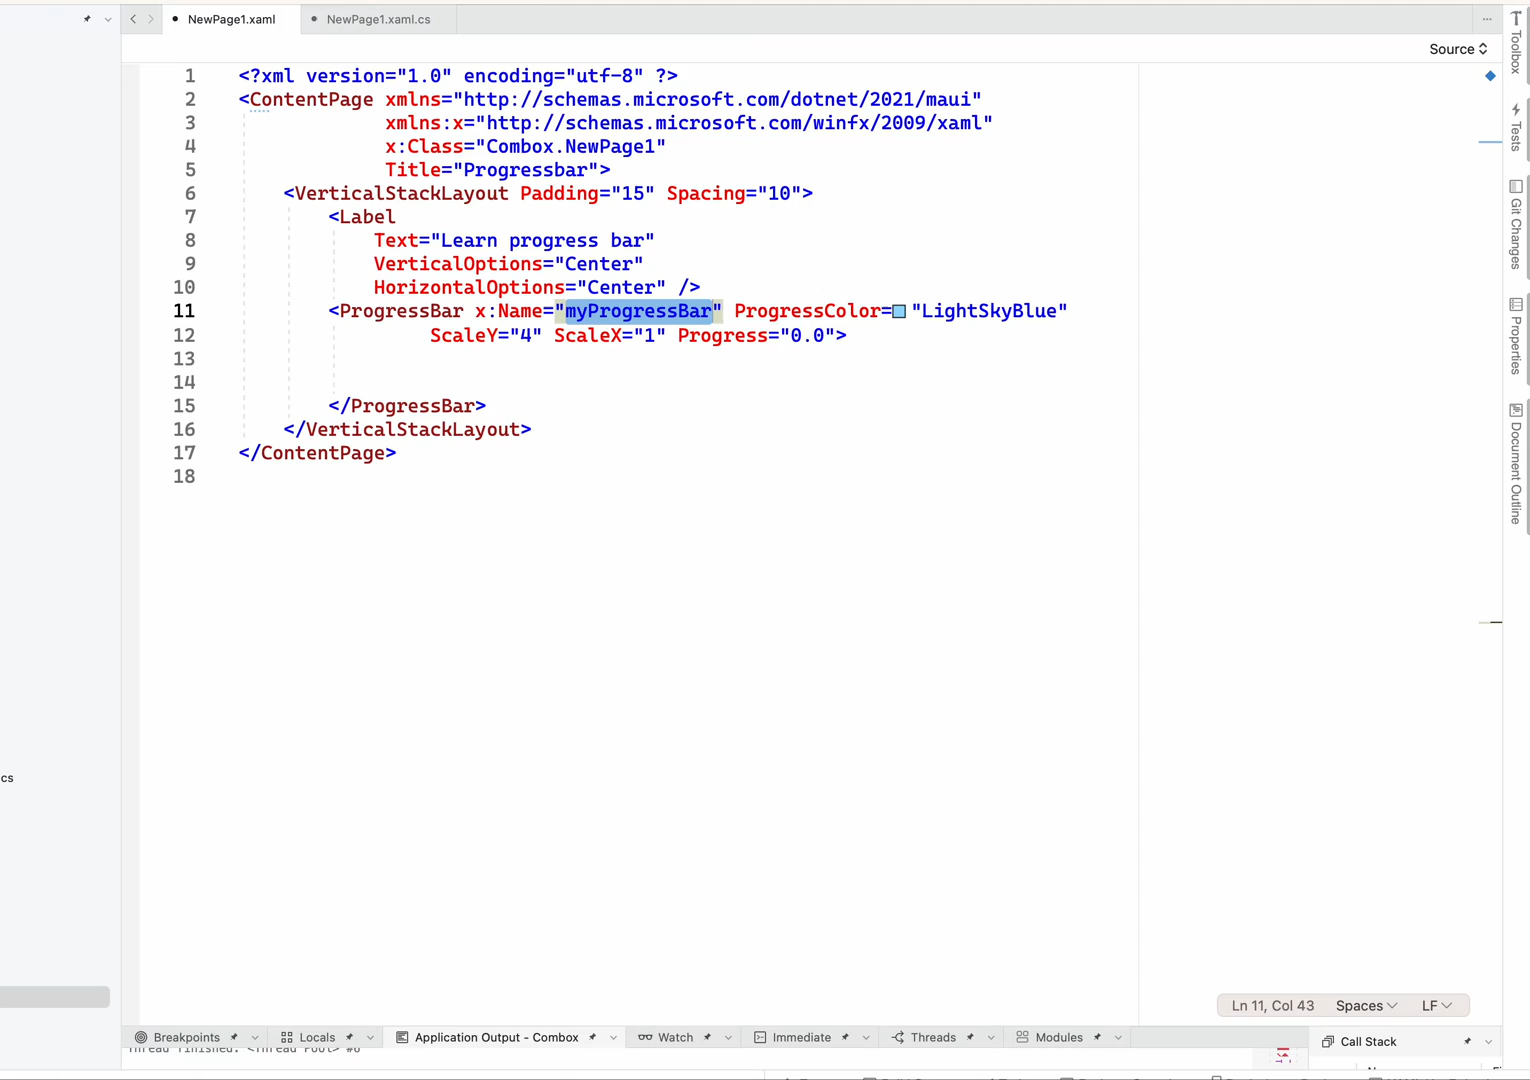 NewPage1.xaml
NewPage1.xaml.cs
Source
1 <?xml version="1.0" encoding="utf-8" ?>
2 <ContentPage xmlns="http://schemas.microsoft.com/dotnet/2021/maui"
3 xmlns:x="http://schemas.microsoft.com/winfx/2009/xaml"
4 x:Class="Combox.NewPage1"
5 Title="Progressbar">
6 <VerticalStackLayout Padding="15" Spacing="10">
7 <Label
8 Text="Learn progress bar"
9 VerticalOptions="Center"
10 HorizontalOptions="Center" />
11 <ProgressBar x:Name="myProgressBar" ProgressColor="LightSkyBlue"
12 ScaleY="4" ScaleX="1" Progress="0.0">
13
14
15 </ProgressBar>
16 </VerticalStackLayout>
17 </ContentPage>
18
Toolbox
Tests
Git Changes
Properties
Document Outline
cs
Ln 11, Col 43 Spaces LF
Breakpoints Locals Application Output - Combox Watch Immediate Threads Modules Call Stack
Thread finished: <Thread Pool> #6